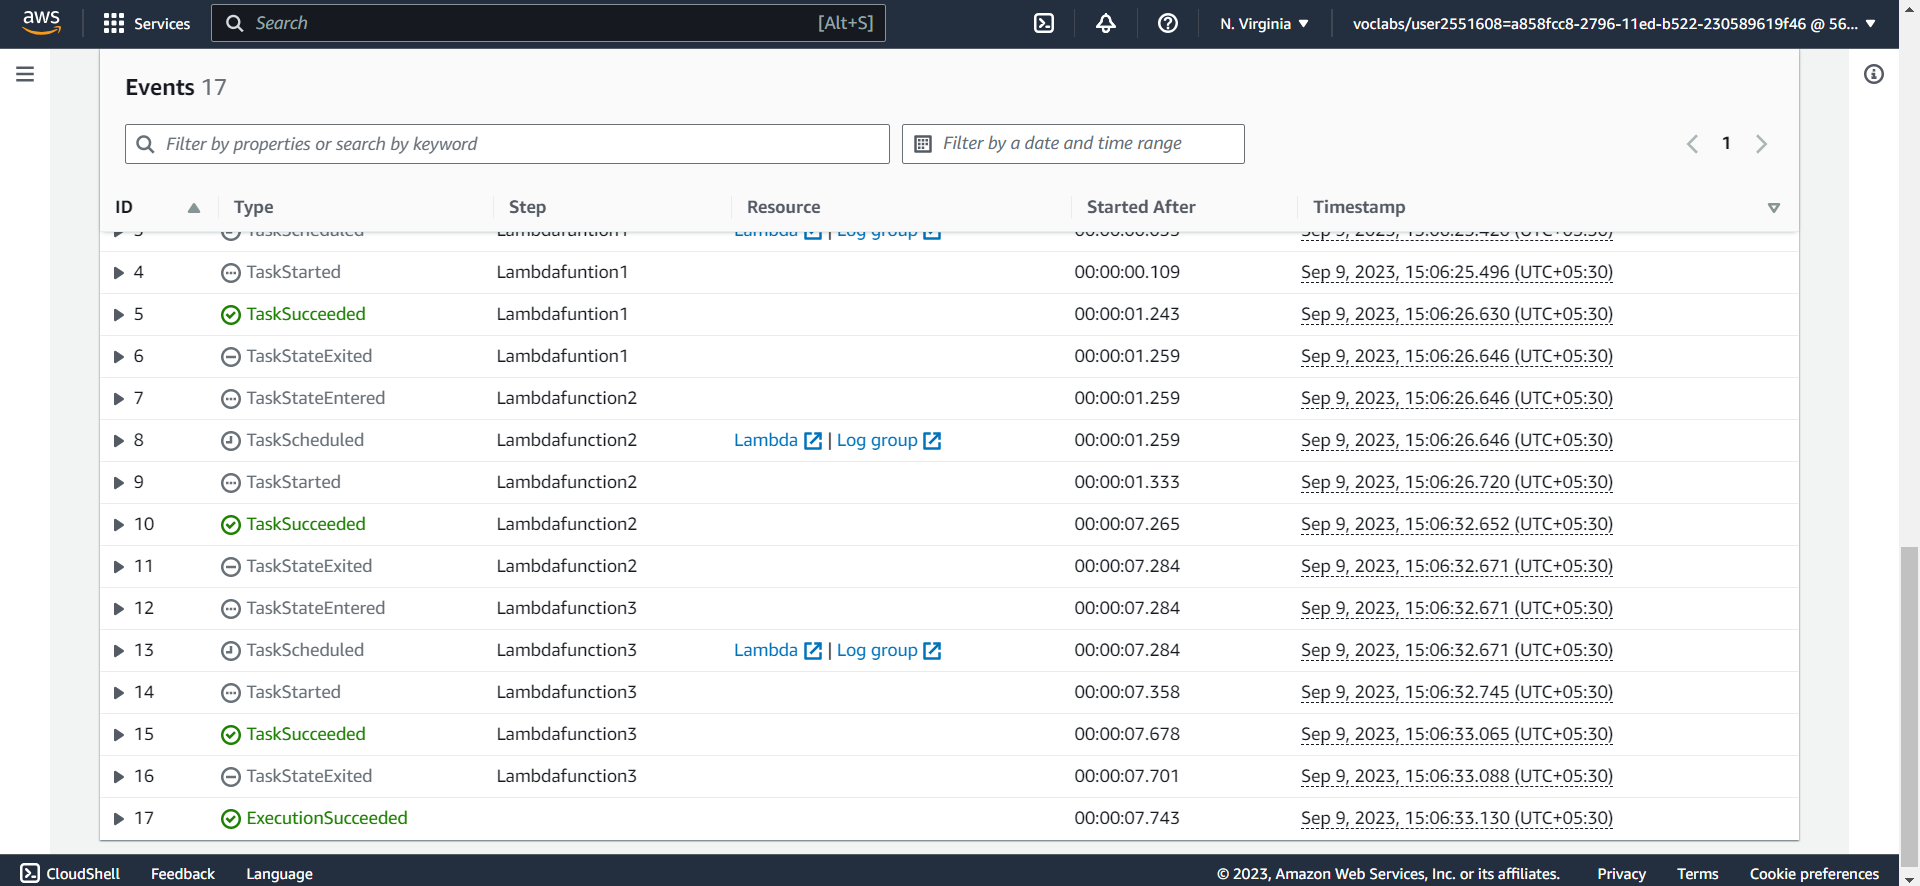 aws Services Search [Alt+S] N. Virginia voclabs/user2551608=a858fcc8-2796-11ed-b522-230589619f46 @ 56...
Events 17
Filter by properties or search by keyword Filter by a date and time range 1
ID Type Step Resource Started After Timestamp
3 TaskScheduled Lambdafuntion1 Lambda | Log group
4 TaskStarted Lambdafuntion1 00:00:00.109 Sep 9, 2023, 15:06:25.496 (UTC+05:30)
5 TaskSucceeded Lambdafuntion1 00:00:01.243 Sep 9, 2023, 15:06:26.630 (UTC+05:30)
6 TaskStateExited Lambdafuntion1 00:00:01.259 Sep 9, 2023, 15:06:26.646 (UTC+05:30)
7 TaskStateEntered Lambdafunction2 00:00:01.259 Sep 9, 2023, 15:06:26.646 (UTC+05:30)
8 TaskScheduled Lambdafunction2 Lambda | Log group 00:00:01.259 Sep 9, 2023, 15:06:26.646 (UTC+05:30)
9 TaskStarted Lambdafunction2 00:00:01.333 Sep 9, 2023, 15:06:26.720 (UTC+05:30)
10 TaskSucceeded Lambdafunction2 00:00:07.265 Sep 9, 2023, 15:06:32.652 (UTC+05:30)
11 TaskStateExited Lambdafunction2 00:00:07.284 Sep 9, 2023, 15:06:32.671 (UTC+05:30)
12 TaskStateEntered Lambdafunction3 00:00:07.284 Sep 9, 2023, 15:06:32.671 (UTC+05:30)
13 TaskScheduled Lambdafunction3 Lambda | Log group 00:00:07.284 Sep 9, 2023, 15:06:32.671 (UTC+05:30)
14 TaskStarted Lambdafunction3 00:00:07.358 Sep 9, 2023, 15:06:32.745 (UTC+05:30)
15 TaskSucceeded Lambdafunction3 00:00:07.678 Sep 9, 2023, 15:06:33.065 (UTC+05:30)
16 TaskStateExited Lambdafunction3 00:00:07.701 Sep 9, 2023, 15:06:33.088 (UTC+05:30)
17 ExecutionSucceeded 00:00:07.743 Sep 9, 2023, 15:06:33.130 (UTC+05:30)
CloudShell Feedback Language © 2023, Amazon Web Services, Inc. or its affiliates. Privacy Terms Cookie preferences